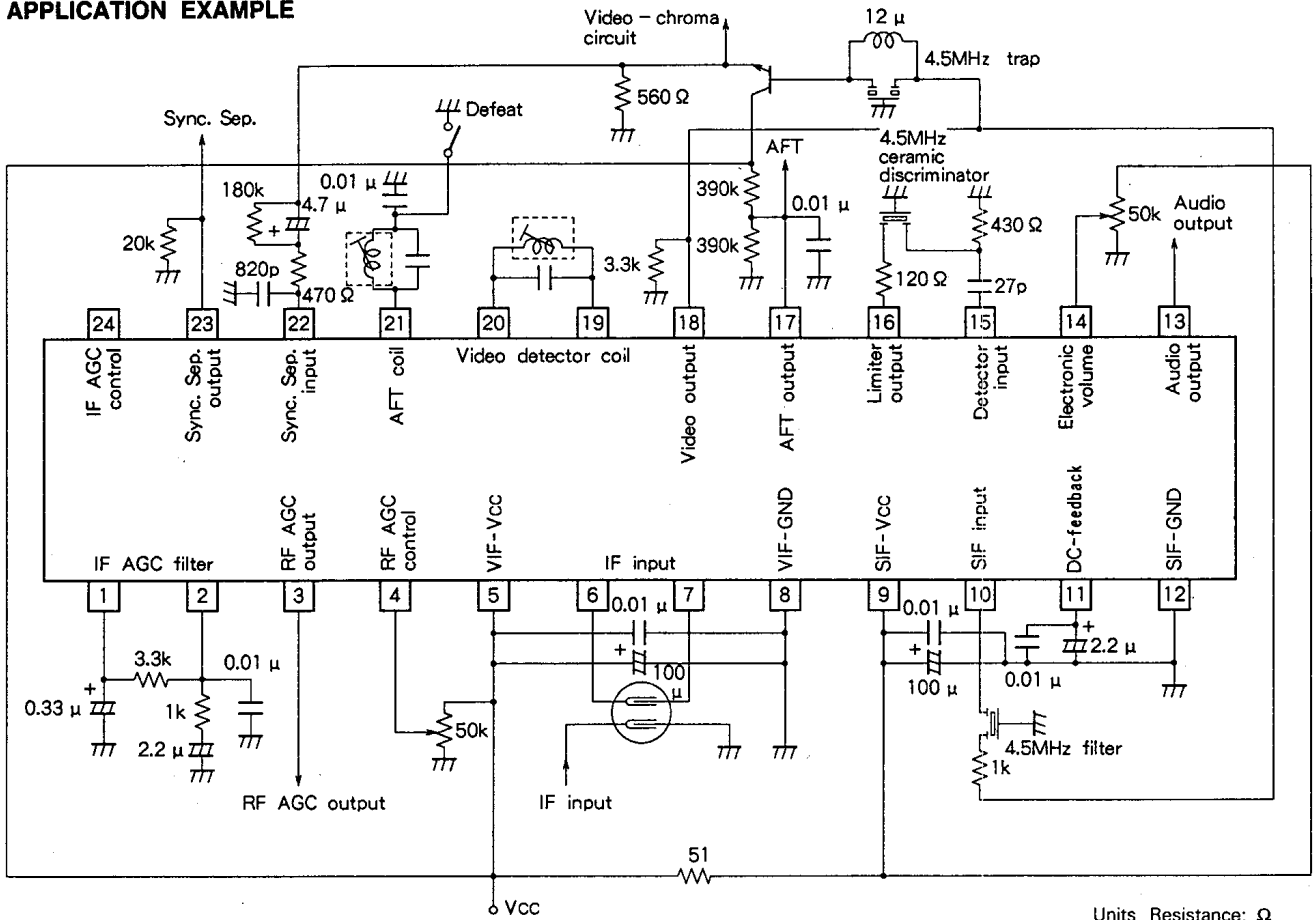 APPLICATION EXAMPLE
Video – chroma
circuit
12 μ
4.5MHz trap
560 Ω
Defeat
Sync. Sep.
AFT
4.5MHz
ceramic
discriminator
180k
4.7 μ
+
0.01 μ
390k
0.01 μ
430 Ω
50k
Audio
output
20k
820p
470 Ω
3.3k
390k
120Ω
27p
24
23
22
21
20
19
18
17
16
15
14
13
IF AGC
control
Sync. Sep.
output
Sync. Sep.
input
AFT coil
Video detector coil
Video output
AFT output
Limiter
output
Detector
input
Electronic
volume
Audio
output
IF AGC filter
RF AGC
output
RF AGC
control
VIF-Vcc
IF input
VIF-GND
SIF-Vcc
SIF input
DC-feedback
SIF-GND
1
2
3
4
5
6
7
8
9
10
11
12
0.01 μ
+
100
μ
0.01 μ
+
100 μ
0.01 μ
+
2.2 μ
3.3k
0.01 μ
+
0.33 μ
1k
2.2 μ
50k
4.5MHz filter
1k
RF AGC output
IF input
51
Vcc
Units Resistance: Ω